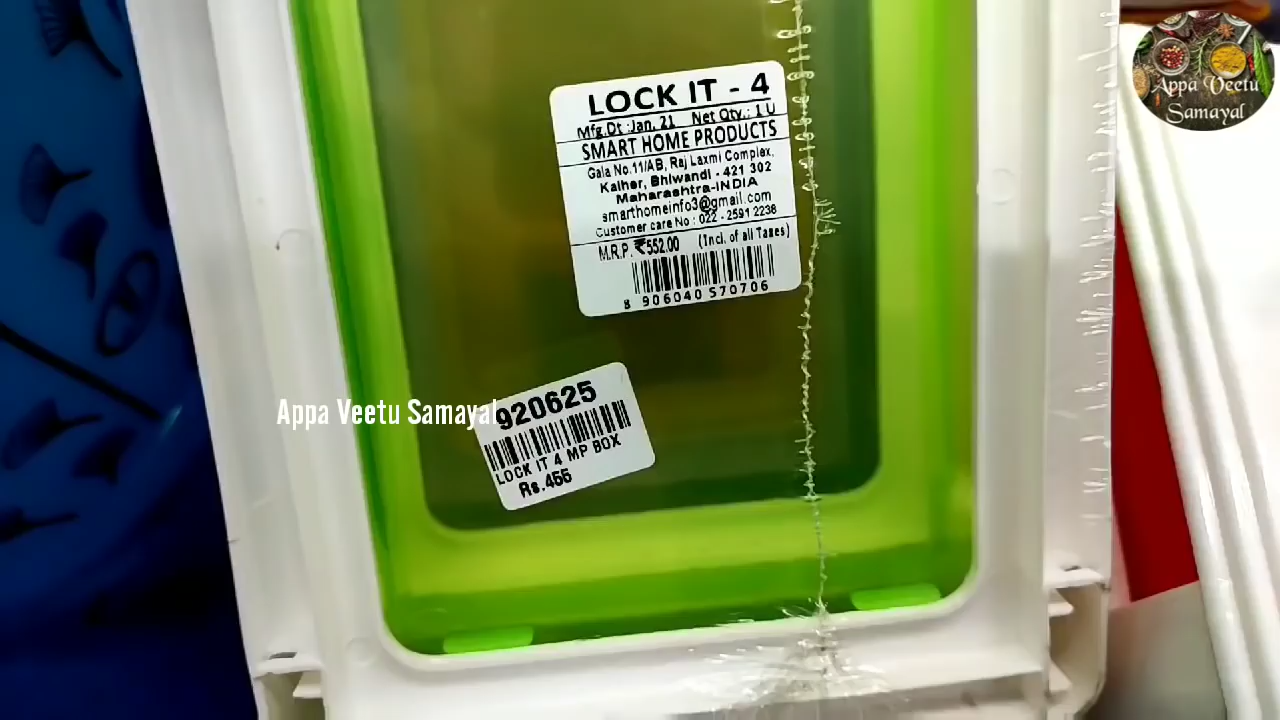 Appa Veetu
Samayal
LOCK IT - 4
Mfg.Dt :Jan. 21 Net Qty.: 1 U
SMART HOME PRODUCTS
Gala No.11/AB, Raj Laxmi Complex,
Kalher, Bhiwandi - 421 302
Maharashtra-INDIA
smarthomeinfo3@gmail.com
Customer care No : 022 - 2591 2238
M.R.P. ₹552.00 (Incl. of all Taxes)
8 906040 570706
Appa Veetu Samayal
920625
LOCK IT 4 MP BOX
Rs.455